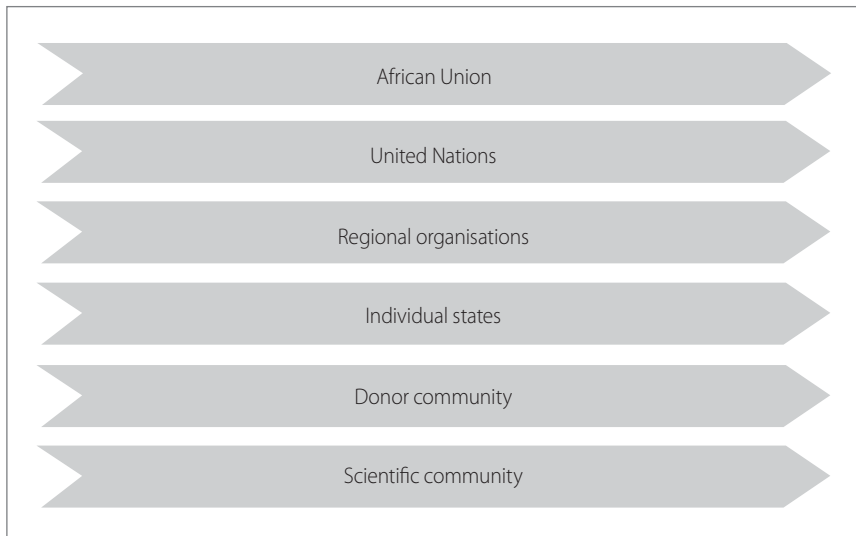 African Union
United Nations
Regional organisations
Individual states
Donor community
Scientific community